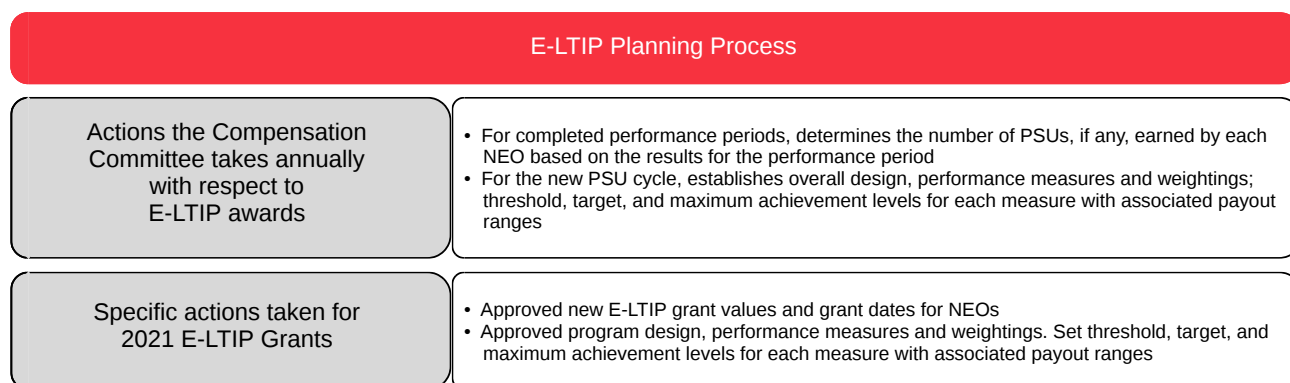 E-LTIP Planning Process
Actions the Compensation
Committee takes annually
with respect to
E-LTIP awards
• For completed performance periods, determines the number of PSUs, if any, earned by each
NEO based on the results for the performance period
• For the new PSU cycle, establishes overall design, performance measures and weightings;
threshold, target, and maximum achievement levels for each measure with associated payout
ranges
Specific actions taken for
2021 E-LTIP Grants
• Approved new E-LTIP grant values and grant dates for NEOs
• Approved program design, performance measures and weightings. Set threshold, target, and
maximum achievement levels for each measure with associated payout ranges